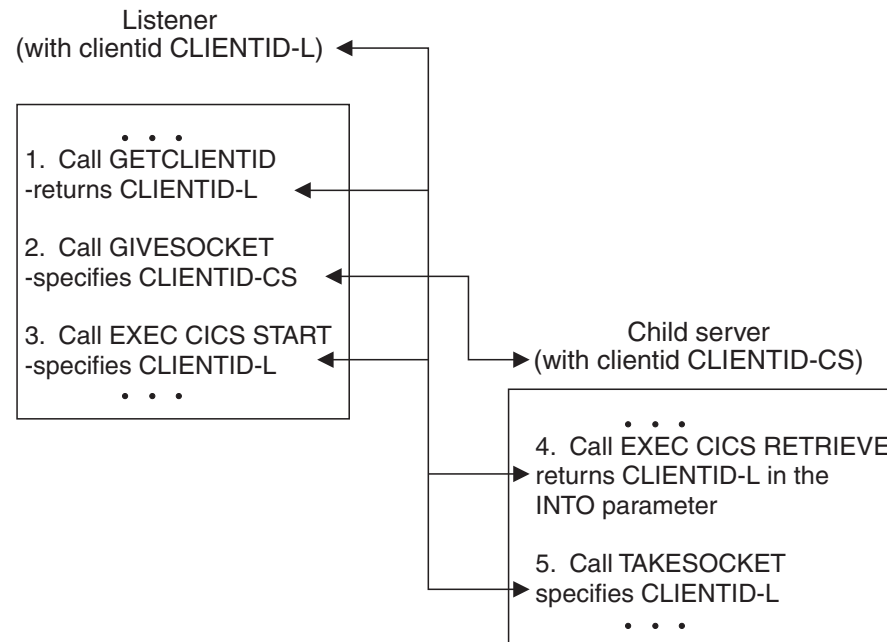 Listener
(with clientid CLIENTID-L)
. . .
1. Call GETCLIENTID
-returns CLIENTID-L
2. Call GIVESOCKET
-specifies CLIENTID-CS
3. Call EXEC CICS START
-specifies CLIENTID-L
. . .
Child server
(with clientid CLIENTID-CS)
. . .
4. Call EXEC CICS RETRIEVE
returns CLIENTID-L in the
INTO parameter
5. Call TAKESOCKET
specifies CLIENTID-L
. . .